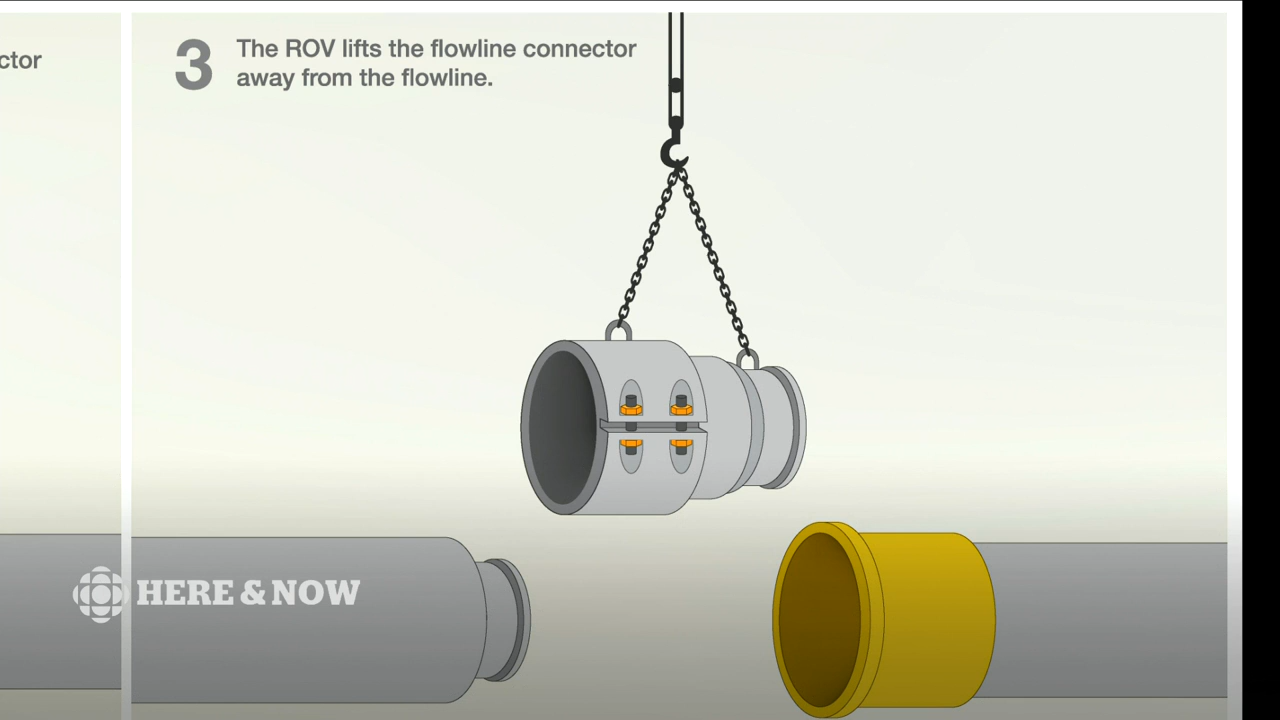 ctor
3
The ROV lifts the flowline connector
away from the flowline.
HERE & NOW